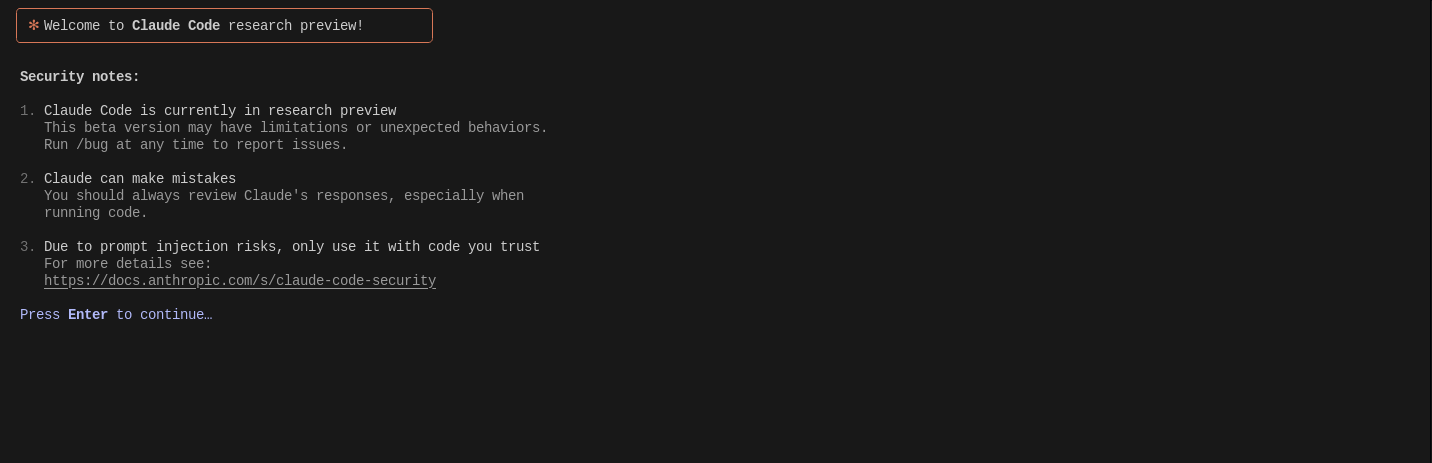 ✻ Welcome to Claude Code research preview!
Security notes:
1. Claude Code is currently in research preview
This beta version may have limitations or unexpected behaviors.
Run /bug at any time to report issues.
2. Claude can make mistakes
You should always review Claude's responses, especially when
running code.
3. Due to prompt injection risks, only use it with code you trust
For more details see:
https://docs.anthropic.com/s/claude-code-security
Press Enter to continue…